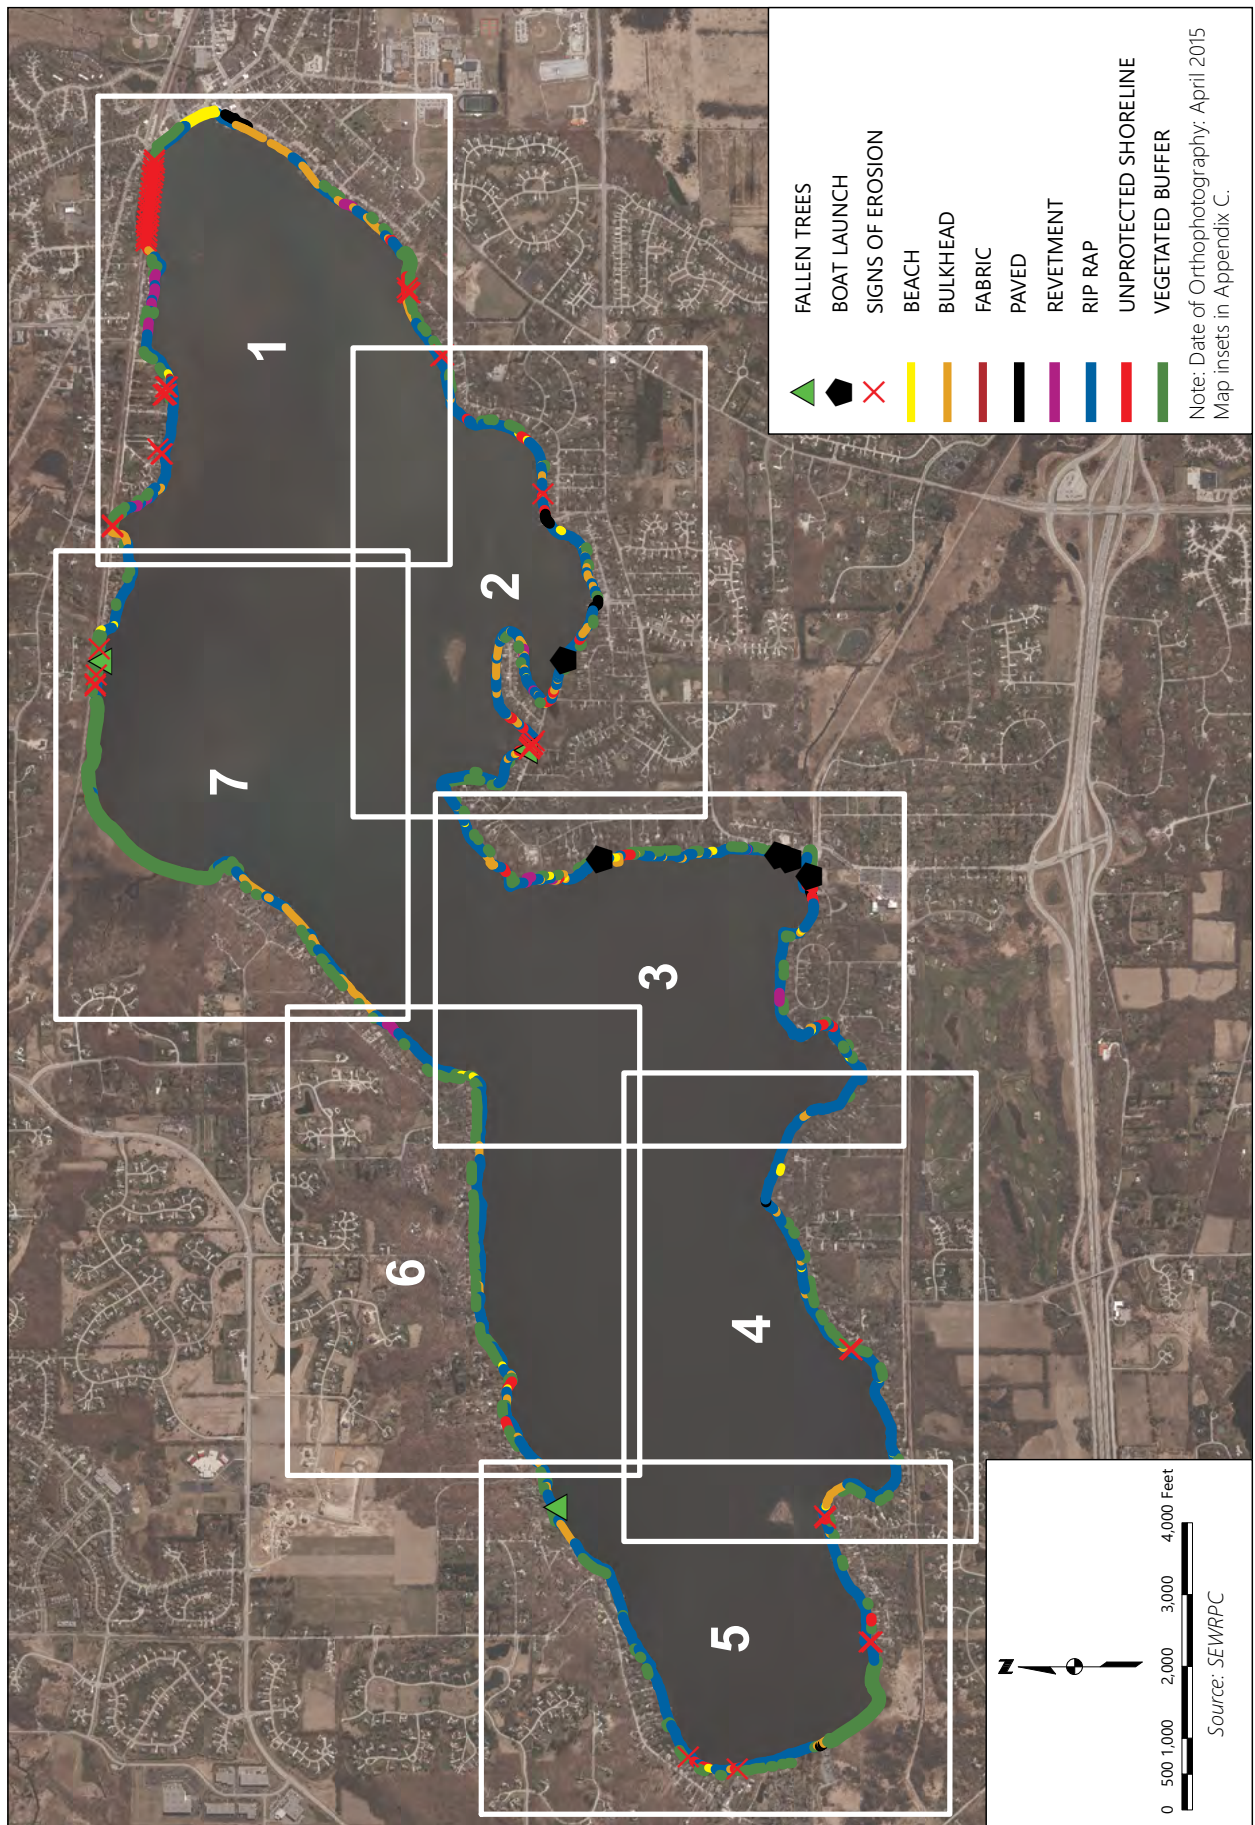 1
2
3
4
5
6
7
FALLEN TREES
BOAT LAUNCH
SIGNS OF EROSION
BEACH
BULKHEAD
FABRIC
PAVED
REVETMENT
RIP RAP
UNPROTECTED SHORELINE
VEGETATED BUFFER
Note: Date of Orthophotography: April 2015
Map insets in Appendix C.
N
0 500 1,000 2,000 3,000 4,000 Feet
Source: SEWRPC